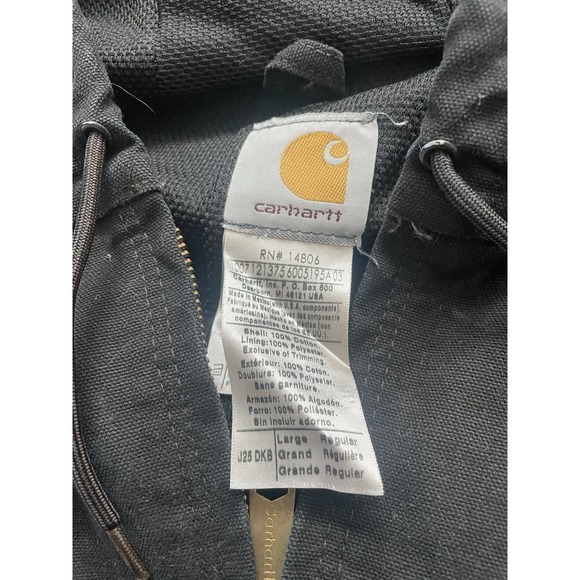 carhartt
RN# 14806
10071213756005195A03
Carhartt, Inc. P.O. Box 600
Dearborn, MI 48121 USA
Made in Mexico(with U.S.A. components)
Fabriqué au Mexique (avec des composants
américains). Hecho en México (con
componentes de los EE.UU.)
Shell: 100% Cotton.
Lining:100% Polyester.
Exclusive of Trimming.
Extérieur: 100% Coton.
Doublure: 100% Polyester.
Sans garniture.
Armazón: 100% Algodón.
Forro: 100% Poliéster.
Sin incluir adorno.
J25 DKB
Large Regular
Grand Régulière
Grande Regular
Carhartt